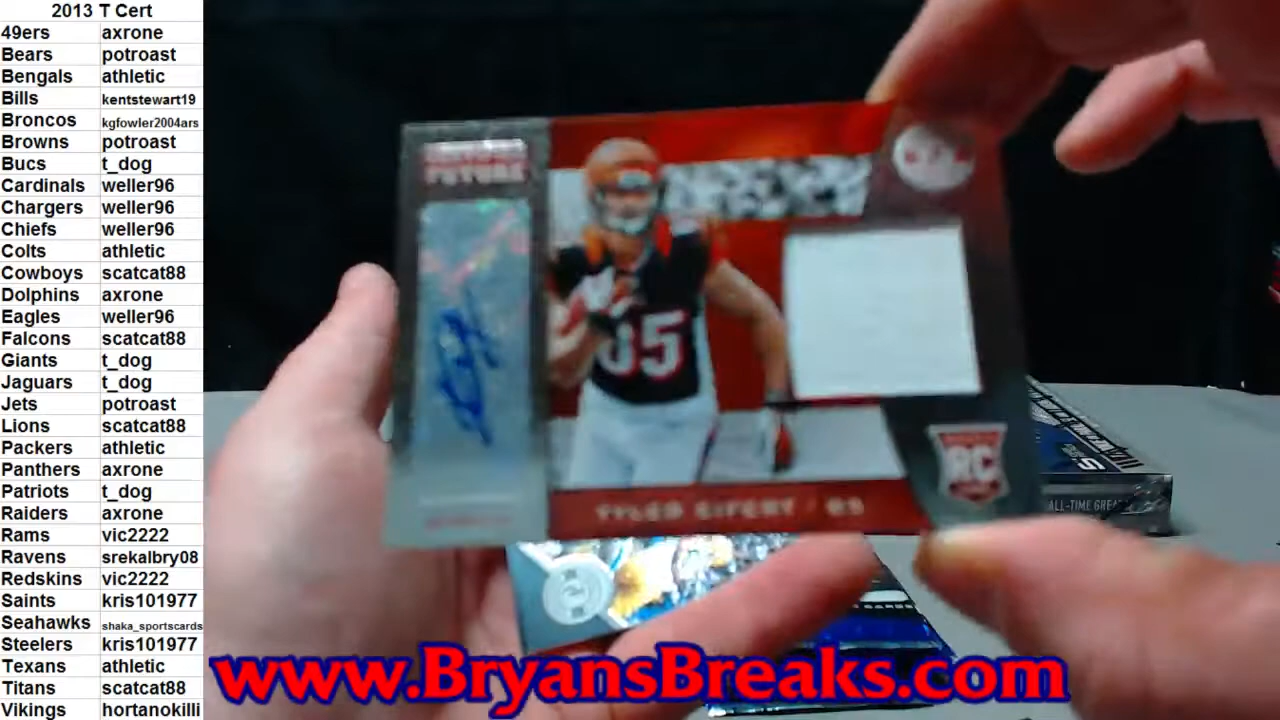 2013 T Cert
49ers axrone
Bears potroast
Bengals athletic
Bills kentstewart19
Broncos kgfowler2004ars
Browns potroast
Bucs t_dog
Cardinals weller96
Chargers weller96
Chiefs weller96
Colts athletic
Cowboys scatcat88
Dolphins axrone
Eagles weller96
Falcons scatcat88
Giants t_dog
Jaguars t_dog
Jets potroast
Lions scatcat88
Packers athletic
Panthers axrone
Patriots t_dog
Raiders axrone
Rams vic2222
Ravens srekalbry08
Redskins vic2222
Saints kris101977
Seahawks shaka_sportscards
Steelers kris101977
Texans athletic
Titans scatcat88
Vikings hortanokilli
FUTURE
85
RC
TYLER EIFERT / 85
ALL-TIME GREA
www.BryansBreaks.com